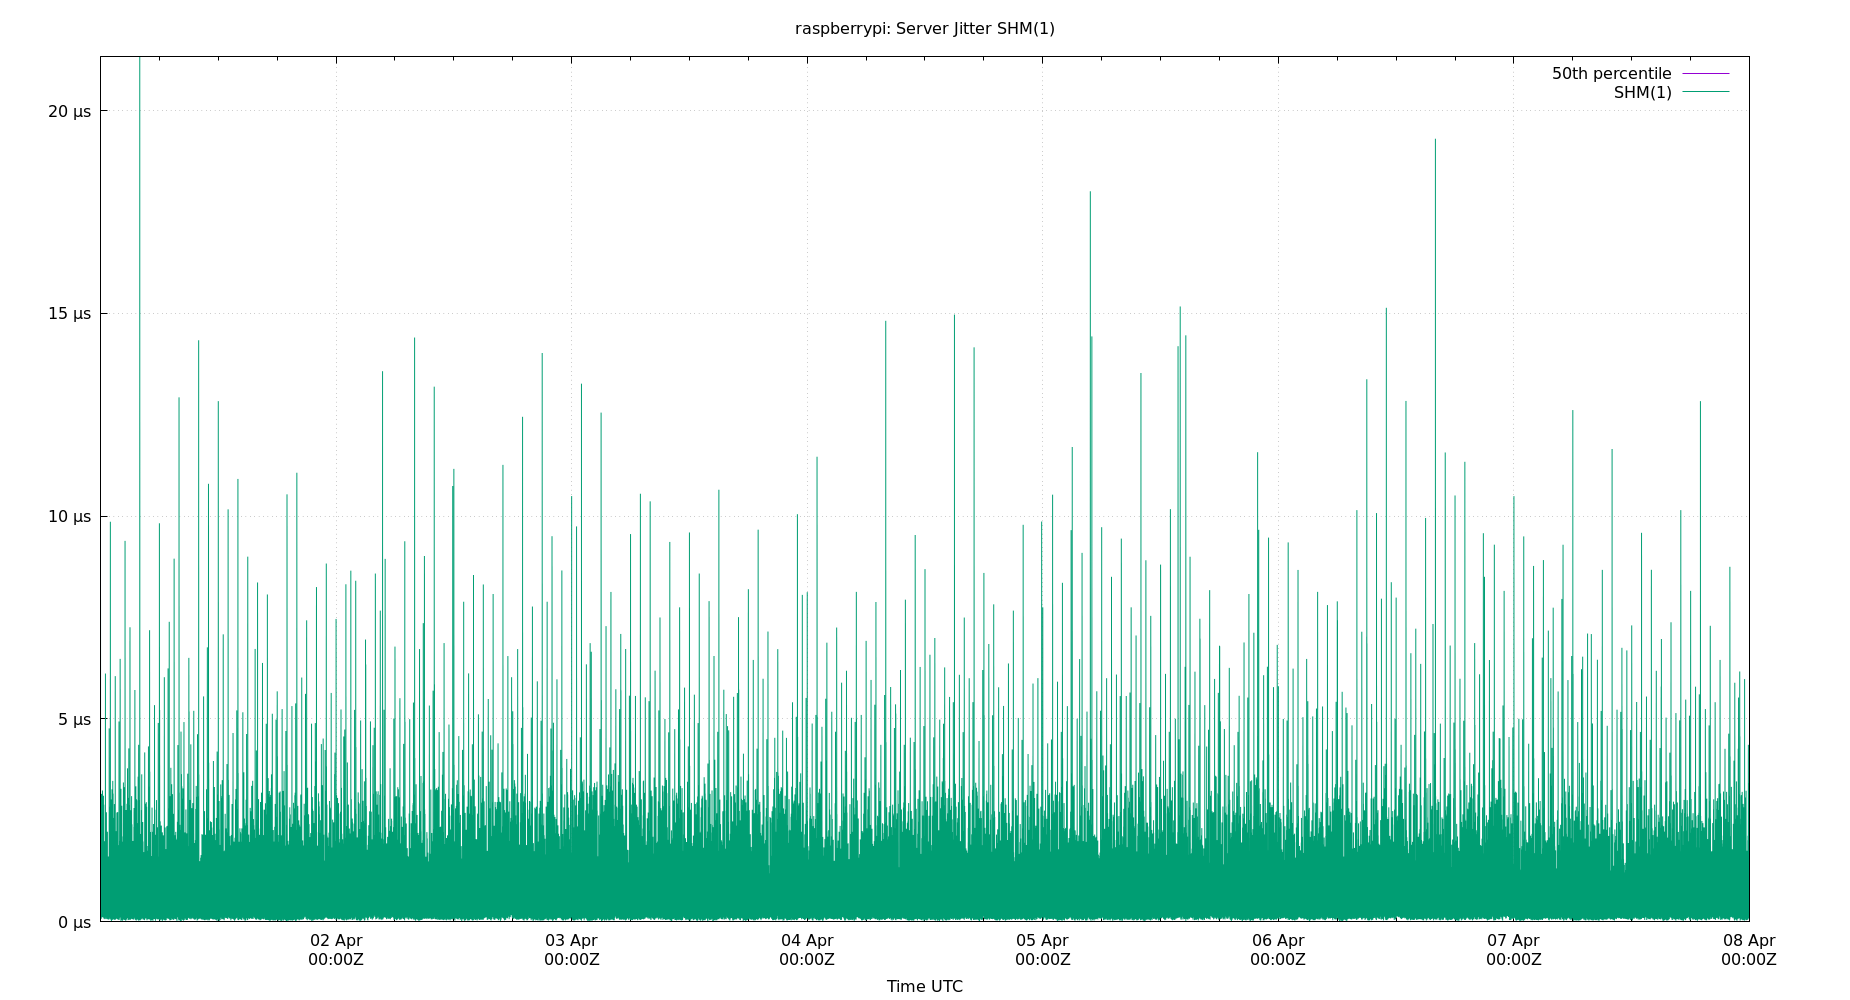 raspberrypi: Server Jitter SHM(1)
50th percentile
SHM(1)
20 µs
15 µs
10 µs
5 µs
0 µs
02 Apr
00:00Z
03 Apr
00:00Z
04 Apr
00:00Z
05 Apr
00:00Z
06 Apr
00:00Z
07 Apr
00:00Z
08 Apr
00:00Z
Time UTC